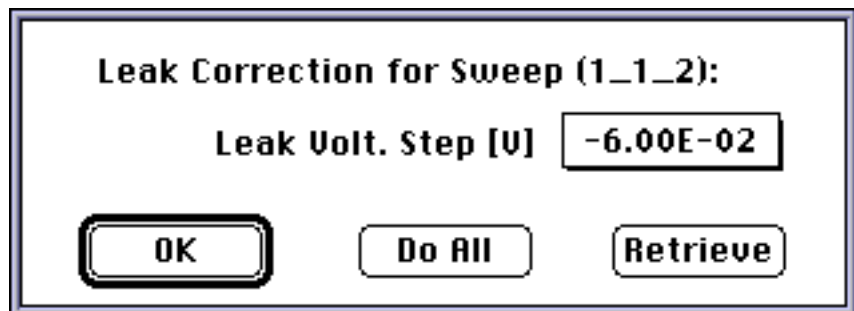 Leak Correction for Sweep (1_1_2):
Leak Volt. Step [V] -6.00E-02
OK Do All Retrieve